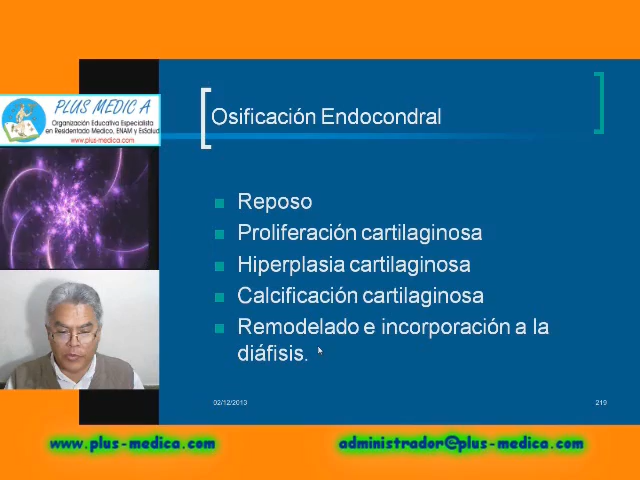 PLUS MEDIC A
Organización Educativa Especialista
en Residentado Medico, ENAM y EsSalud
www.plus-medica.com
Osificación Endocondral
Reposo
Proliferación cartilaginosa
Hiperplasia cartilaginosa
Calcificación cartilaginosa
Remodelado e incorporación a la
diáfisis.
02/12/2013
219
www.plus-medica.com
administrador@plus-medica.com